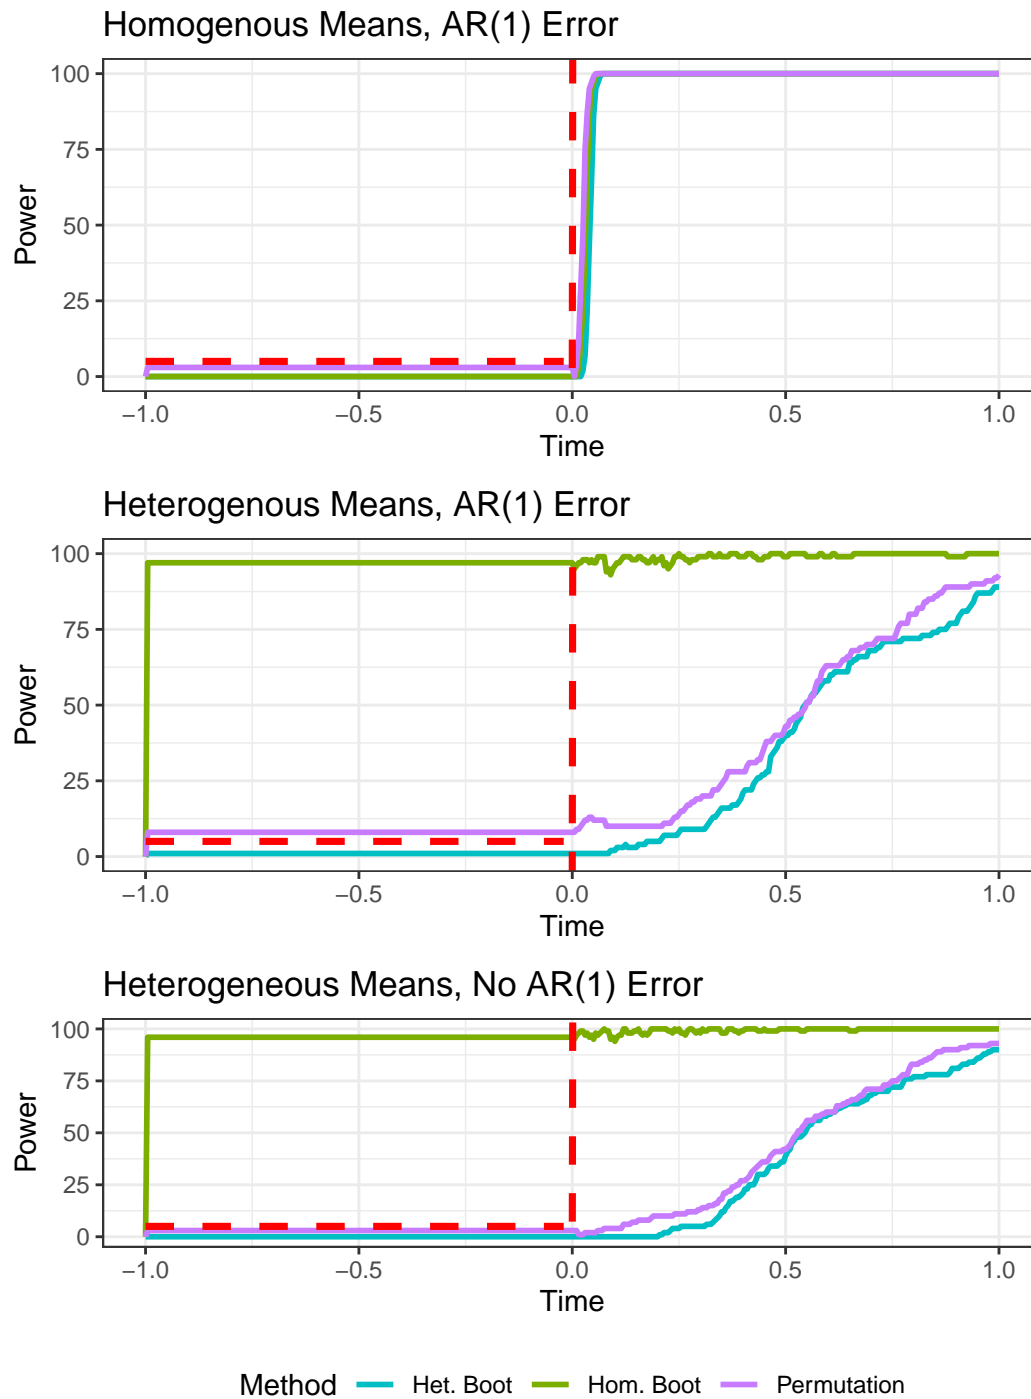 Homogenous Means, AR(1) Error
100
75
50
25
0
Power
−1.0 −0.5 0.0 0.5 1.0
Time
Heterogenous Means, AR(1) Error
100
75
50
25
0
Power
−1.0 −0.5 0.0 0.5 1.0
Time
Heterogeneous Means, No AR(1) Error
100
75
50
25
0
Power
−1.0 −0.5 0.0 0.5 1.0
Time
Method Het. Boot Hom. Boot Permutation